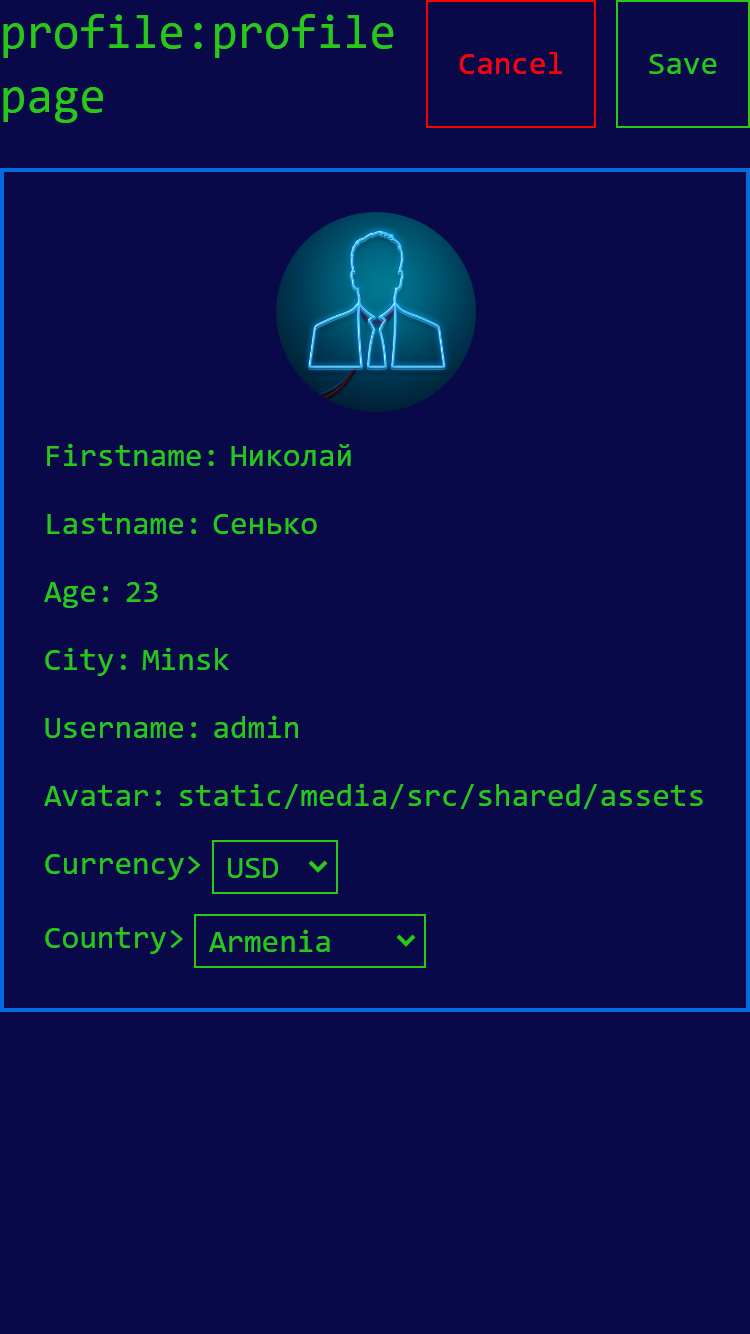 profile:profile
page
Cancel
Save
Firstname: Николай
Lastname: Сенько
Age: 23
City: Minsk
Username: admin
Avatar: static/media/src/shared/assets
Currency> USD
Country> Armenia